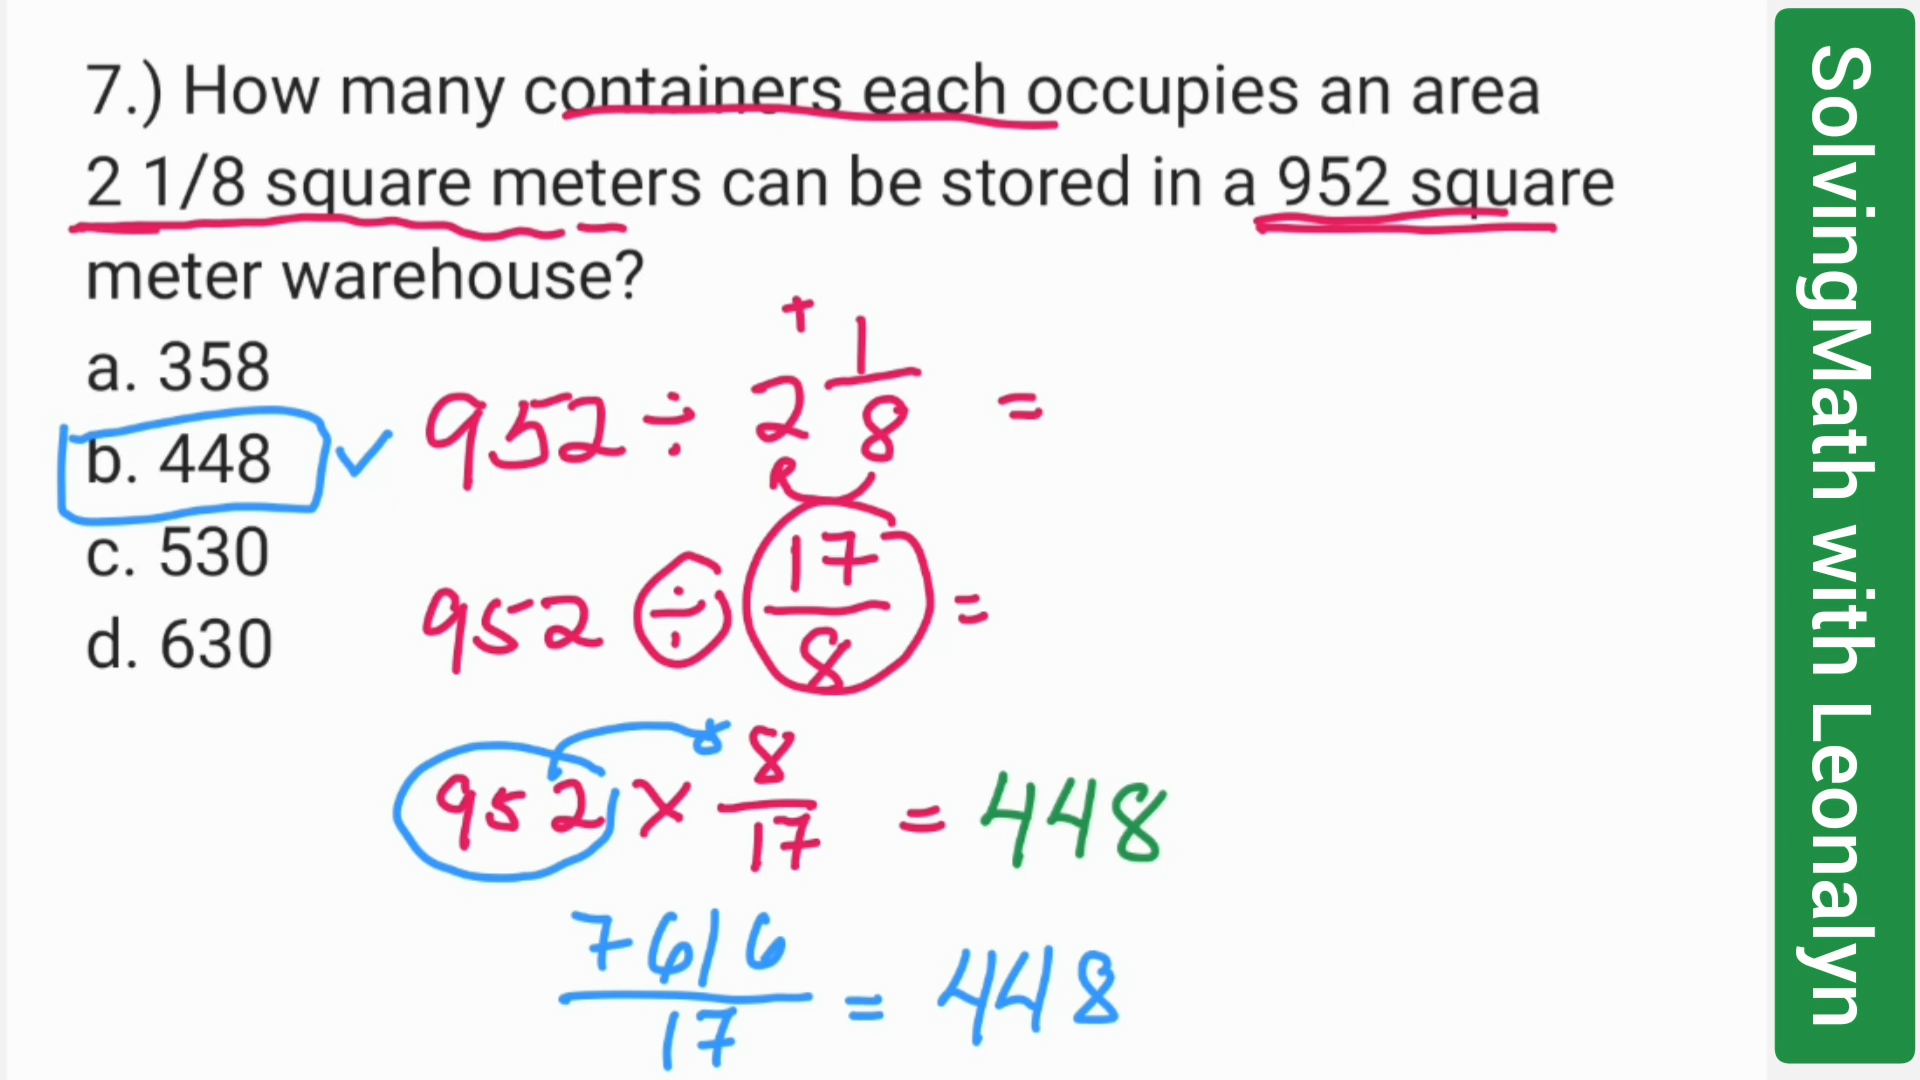 7.) How many containers each occupies an area
2 1/8 square meters can be stored in a 952 square
meter warehouse?
a. 358
b. 448 ✓
c. 530
d. 630
+
952 ÷ 2 1/8 =
952 ÷ 17/8 =
952 × 8/17 = 448
7616/17 = 448
SolvingMath with Leonalyn